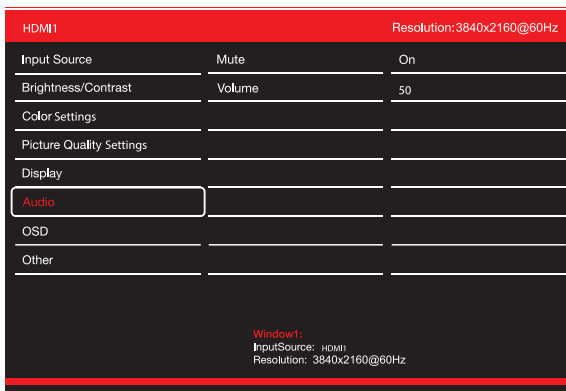 HDMI1 Resolution:3840x2160@60Hz
Input Source Mute On
Brightness/Contrast Volume 50
Color Settings
Picture Quality Settings
Display
Audio
OSD
Other
Window1:
InputSource: HDMI1
Resolution: 3840x2160@60Hz